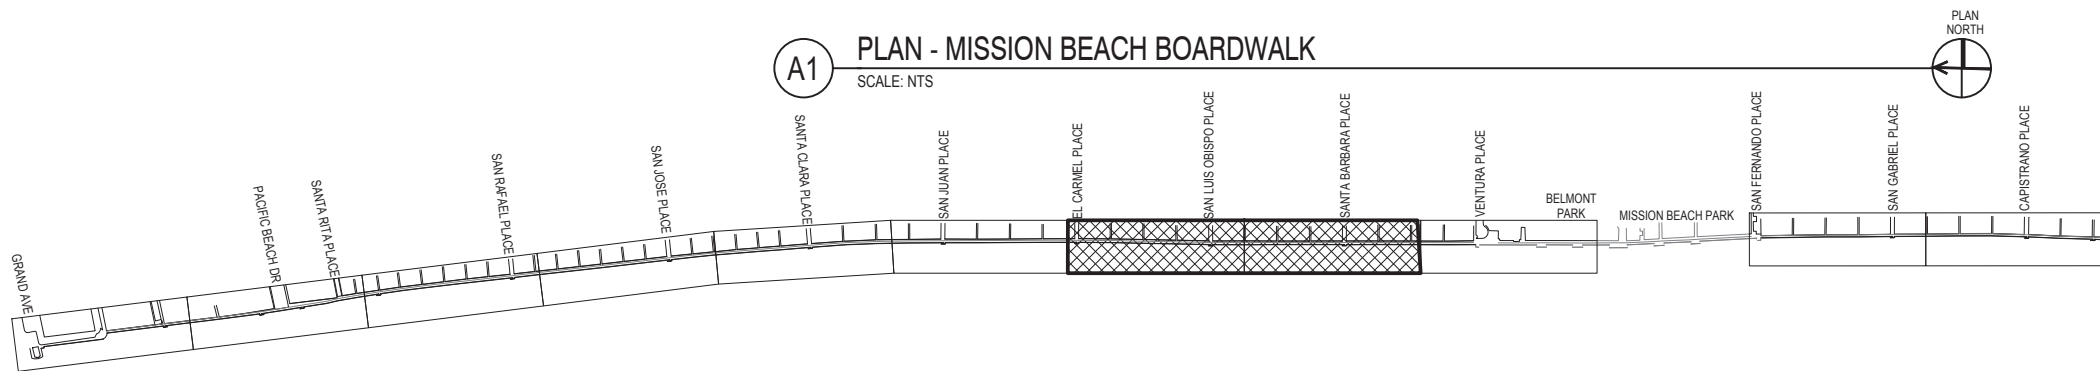 PLAN
NORTH
A1
PLAN - MISSION BEACH BOARDWALK
SCALE: NTS
GRAND AVE
PACIFIC BEACH DR
SANTA RITA PLACE
SAN RAFAEL PLACE
SAN JOSE PLACE
SANTA CLARA PLACE
SAN JUAN PLACE
EL CARMEL PLACE
SAN LUIS OBISPO PLACE
SANTA BARBARA PLACE
VENTURA PLACE
BELMONT
PARK
MISSION BEACH PARK
SAN FERNANDO PLACE
SAN GABRIEL PLACE
CAPISTRANO PLACE